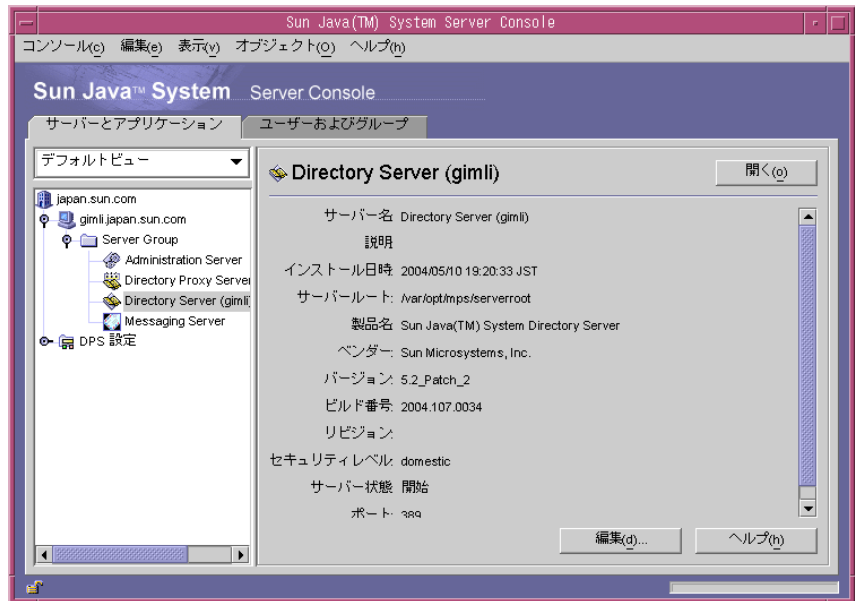 Sun Java(TM) System Server Console
コンソール(c) 編集(e) 表示(v) オブジェクト(O) ヘルプ(h)
Sun Java™ System Server Console
サーバーとアプリケーション ユーザーおよびグループ
デフォルトビュー
japan.sun.com
gimli.japan.sun.com
Server Group
Administration Server
Directory Proxy Server
Directory Server (gimli)
Messaging Server
DPS 設定
Directory Server (gimli) 開く(o)
サーバー名: Directory Server (gimli)
説明:
インストール日時: 2004/05/10 19:20:33 JST
サーバールート: /var/opt/mps/serverroot
製品名: Sun Java(TM) System Directory Server
ベンダー: Sun Microsystems, Inc.
バージョン: 5.2_Patch_2
ビルド番号: 2004.107.0034
リビジョン:
セキュリティレベル: domestic
サーバー状態: 開始
ポート: 389
編集(d)... ヘルプ(h)